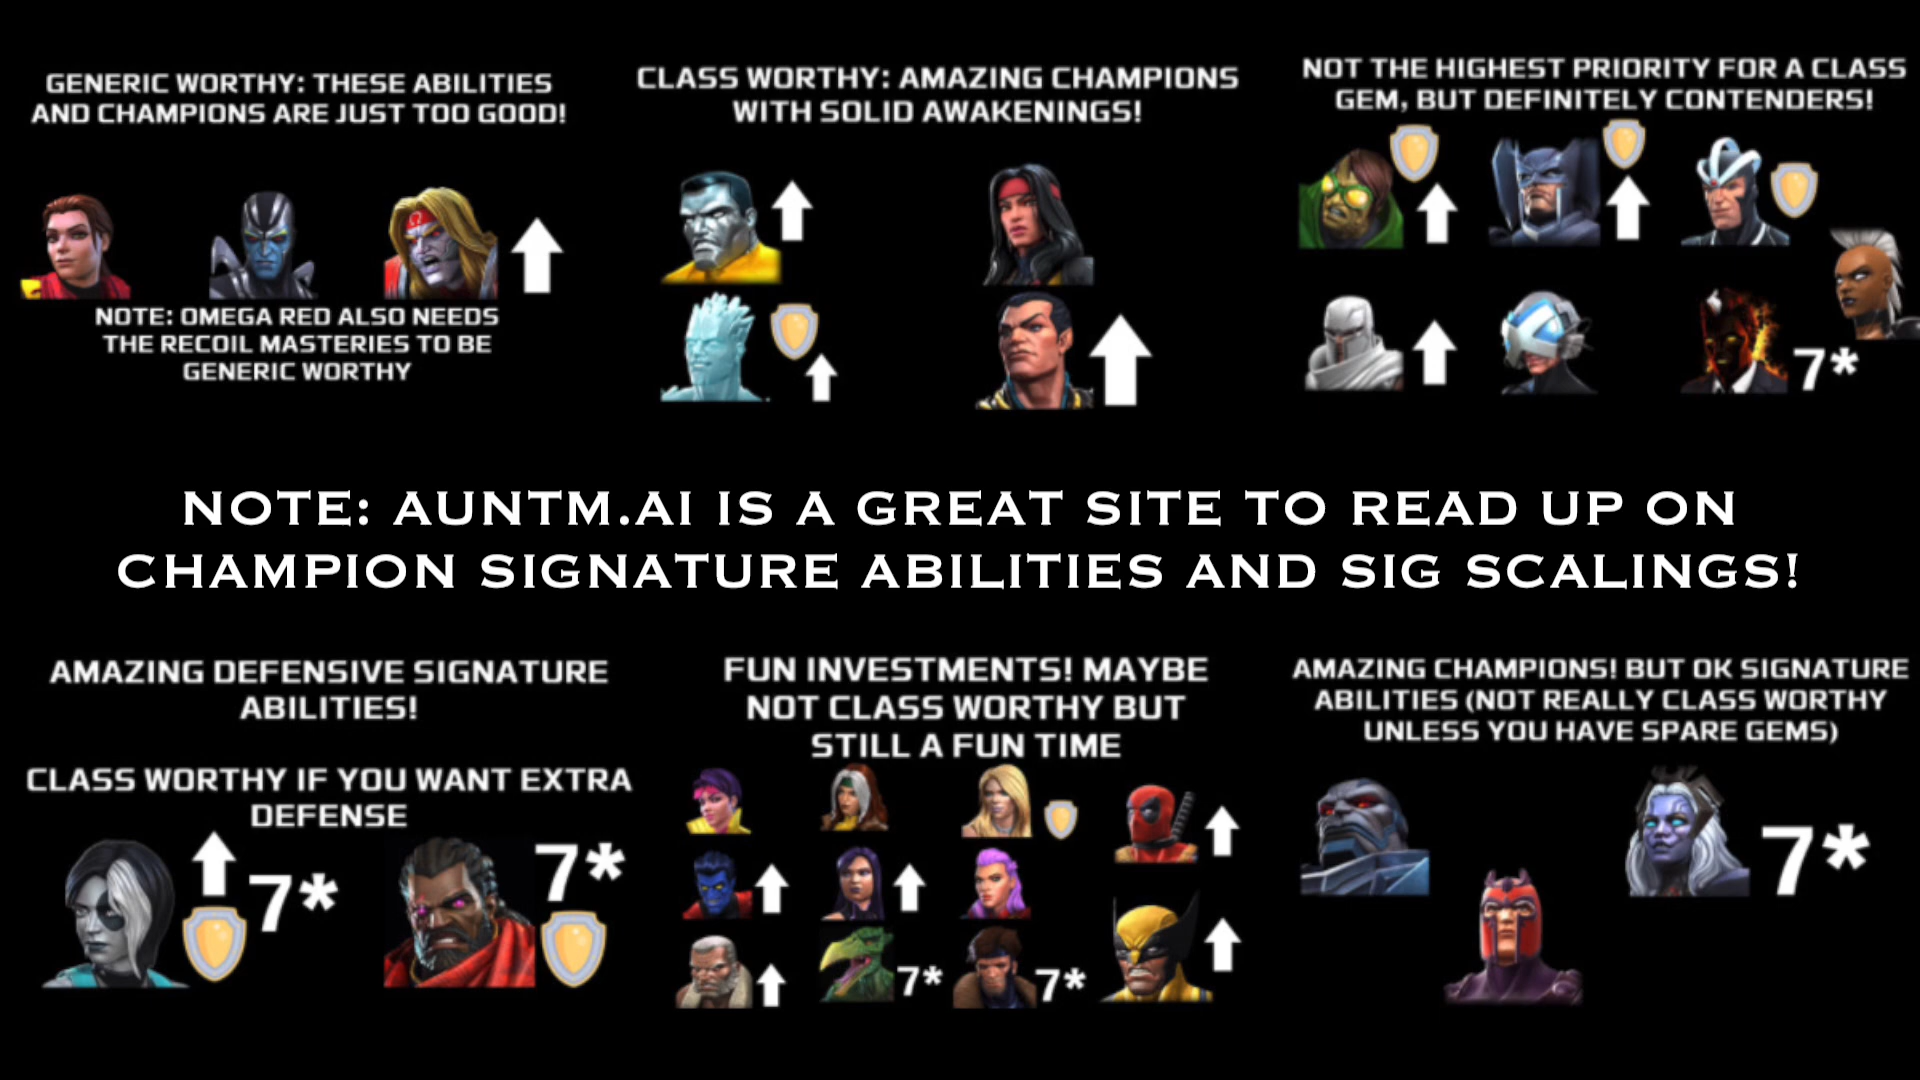 GENERIC WORTHY: THESE ABILITIES
AND CHAMPIONS ARE JUST TOO GOOD!
NOTE: OMEGA RED ALSO NEEDS
THE RECOIL MASTERIES TO BE
GENERIC WORTHY
CLASS WORTHY: AMAZING CHAMPIONS
WITH SOLID AWAKENINGS!
NOT THE HIGHEST PRIORITY FOR A CLASS
GEM, BUT DEFINITELY CONTENDERS!
7*
NOTE: AUNTM.AI IS A GREAT SITE TO READ UP ON
CHAMPION SIGNATURE ABILITIES AND SIG SCALINGS!
AMAZING DEFENSIVE SIGNATURE
ABILITIES!
CLASS WORTHY IF YOU WANT EXTRA
DEFENSE
7*
7*
FUN INVESTMENTS! MAYBE
NOT CLASS WORTHY BUT
STILL A FUN TIME
7*
7*
AMAZING CHAMPIONS! BUT OK SIGNATURE
ABILITIES (NOT REALLY CLASS WORTHY
UNLESS YOU HAVE SPARE GEMS)
7*